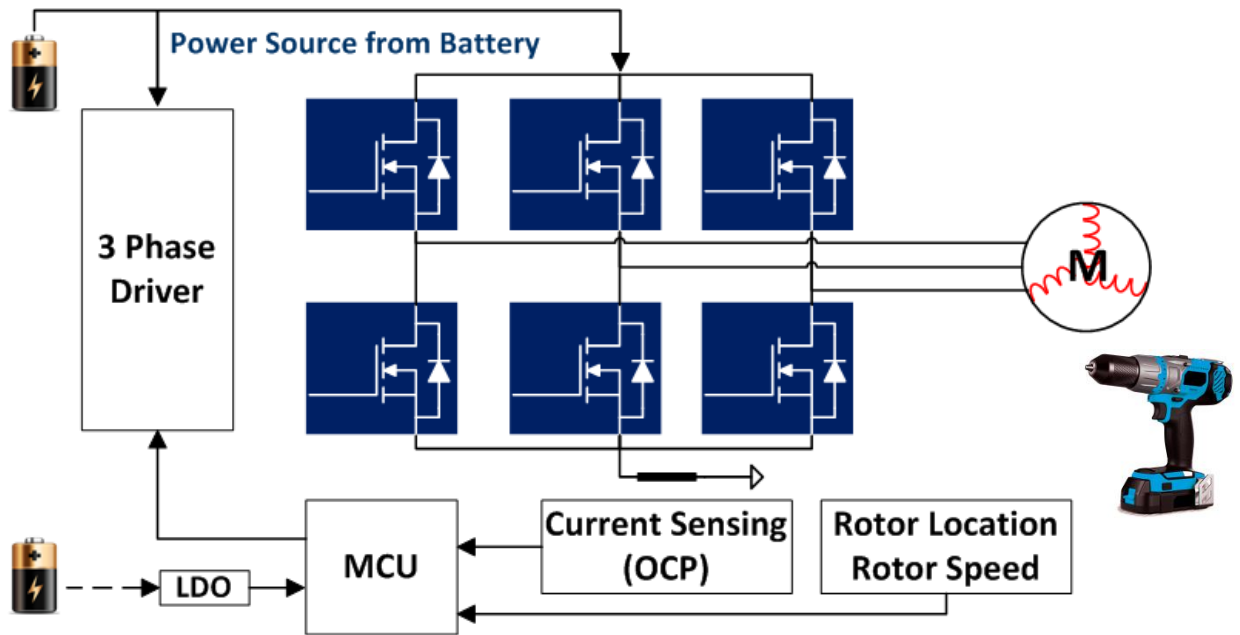 Power Source from Battery
3 Phase
Driver
M
Current Sensing
(OCP)
Rotor Location
Rotor Speed
MCU
LDO